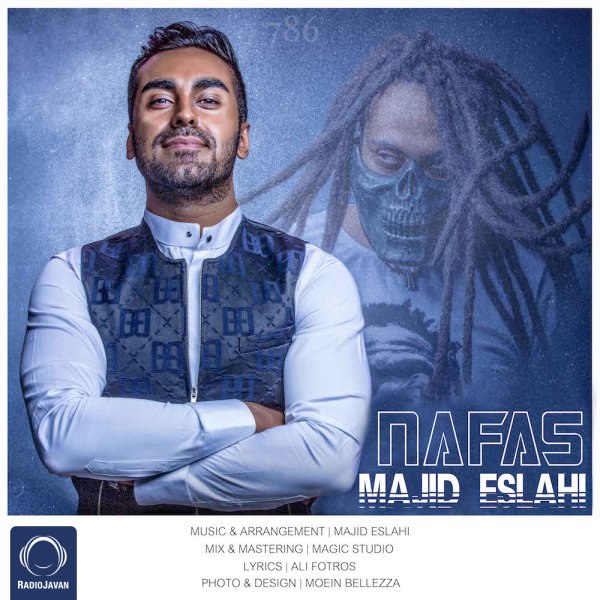 786
NAFAS
MAJID ESLAHI
MUSIC & ARRANGEMENT | MAJID ESLAHI
MIX & MASTERING | MAGIC STUDIO
LYRICS | ALI FOTROS
PHOTO & DESIGN | MOEIN BELLEZZA
RADIOJAVAN